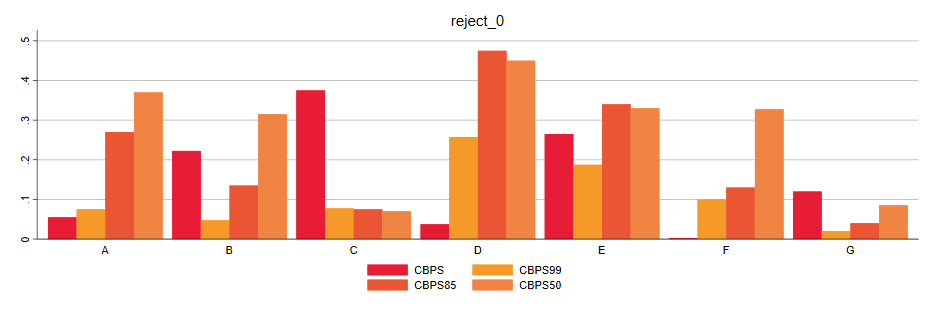 reject_0
.5
.4
.3
.2
.1
0
A B C D E F G
CBPS CBPS99
CBPS85 CBPS50